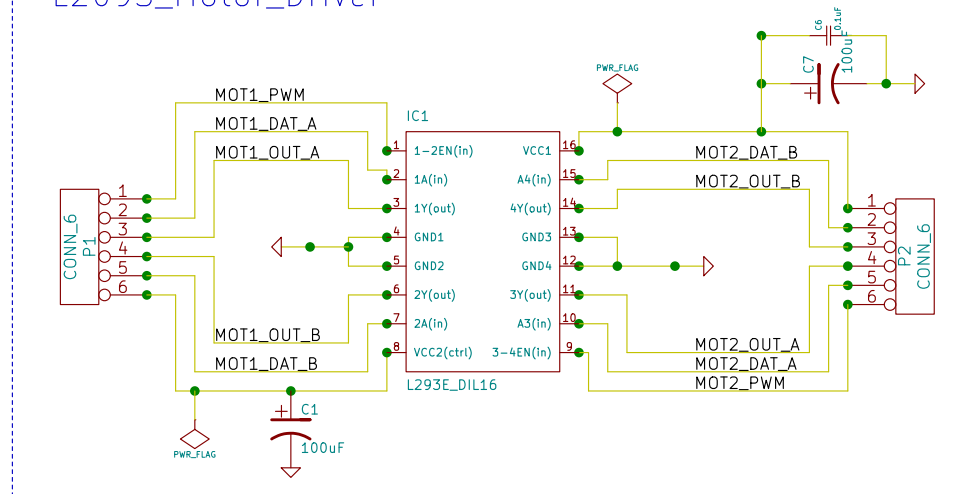 L293_Motor_Driver
C6
0.1uF
C7
100uF
+
PWR_FLAG
MOT1_PWM
IC1
MOT1_DAT_A
MOT1_OUT_A
1 1-2EN(in) VCC1 16
2 1A(in) A4(in) 15
3 1Y(out) 4Y(out) 14
4 GND1 GND3 13
5 GND2 GND4 12
6 2Y(out) 3Y(out) 11
7 2A(in) A3(in) 10
8 VCC2(ctrl) 3-4EN(in) 9
L293E_DIL16
MOT2_DAT_B
MOT2_OUT_B
CONN_6
P1
1
2
3
4
5
6
P2
CONN_6
1
2
3
4
5
6
MOT1_OUT_B
MOT1_DAT_B
MOT2_OUT_A
MOT2_DAT_A
MOT2_PWM
+
C1
100uF
PWR_FLAG